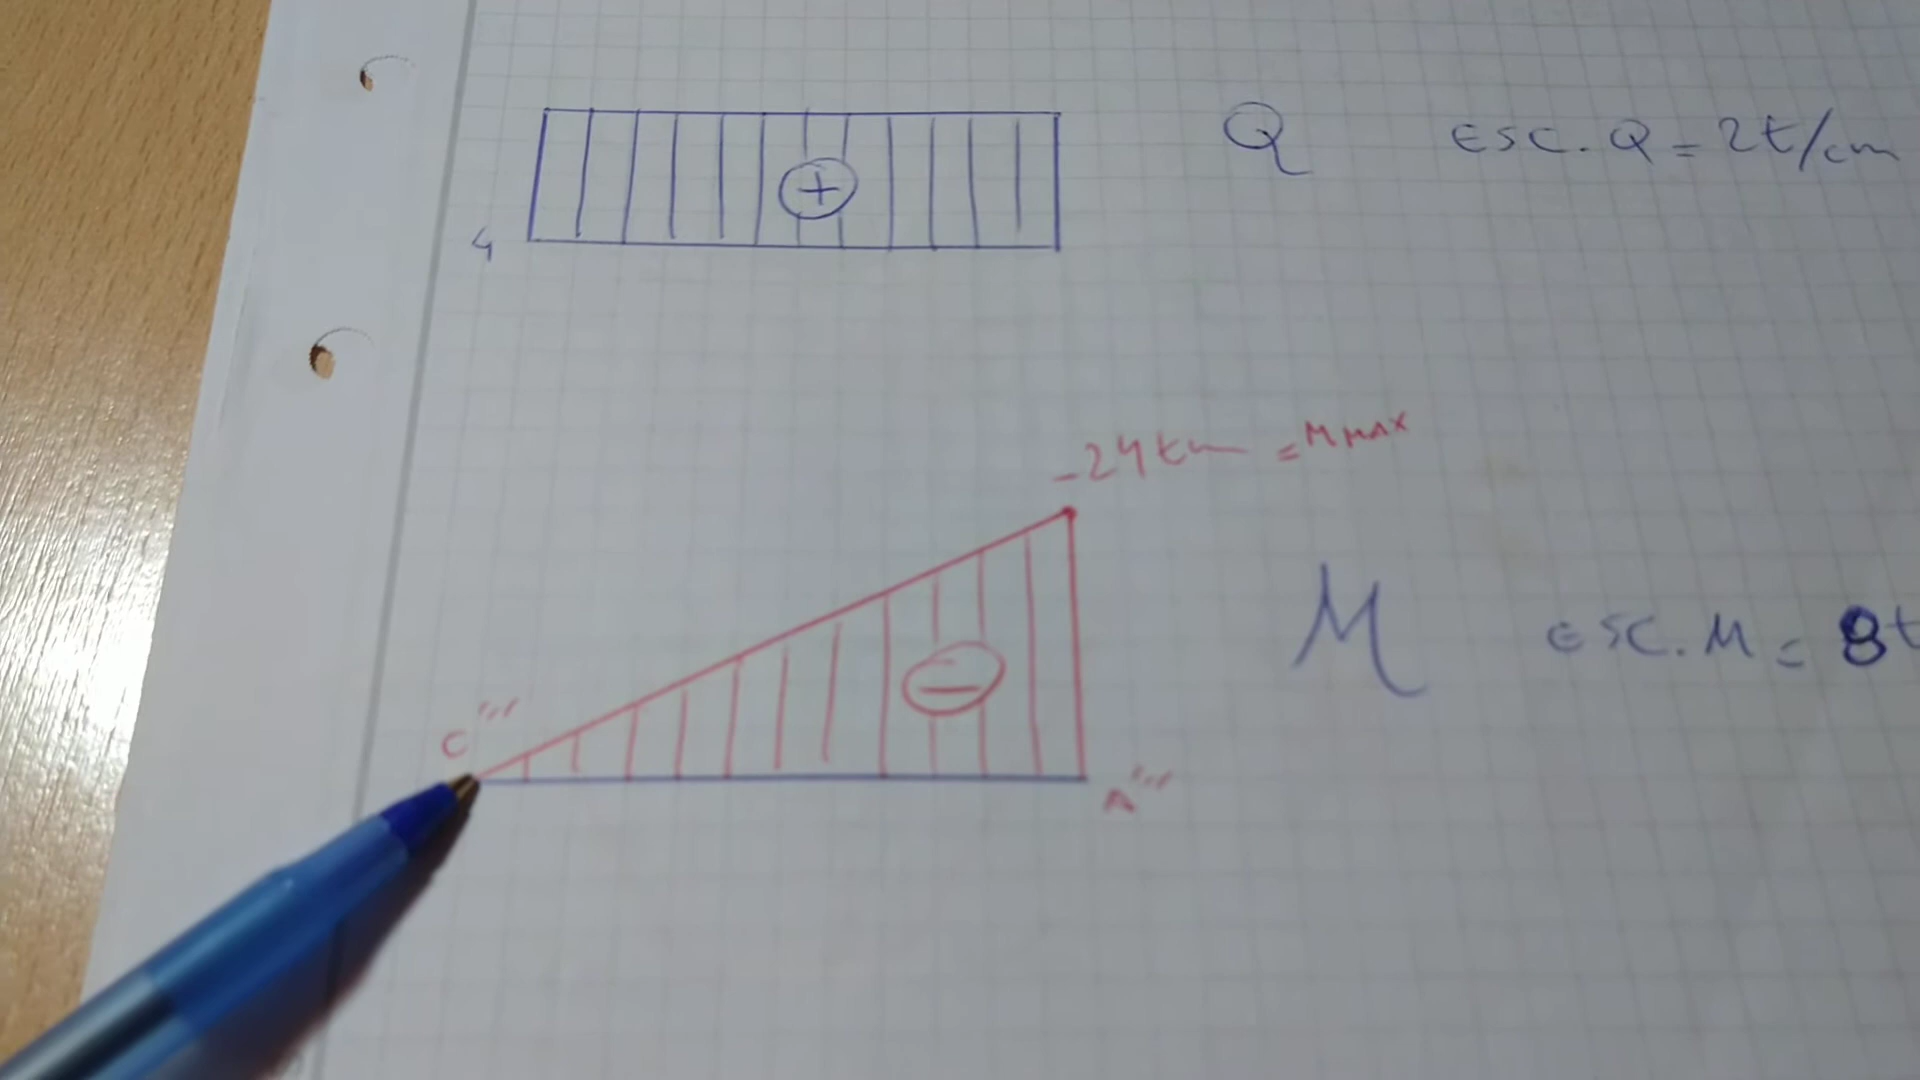 Q ESC. Q = 2t/cm
+
4
-24tm = MMAX
M ESC. M = 8t
-
C'''
A'''